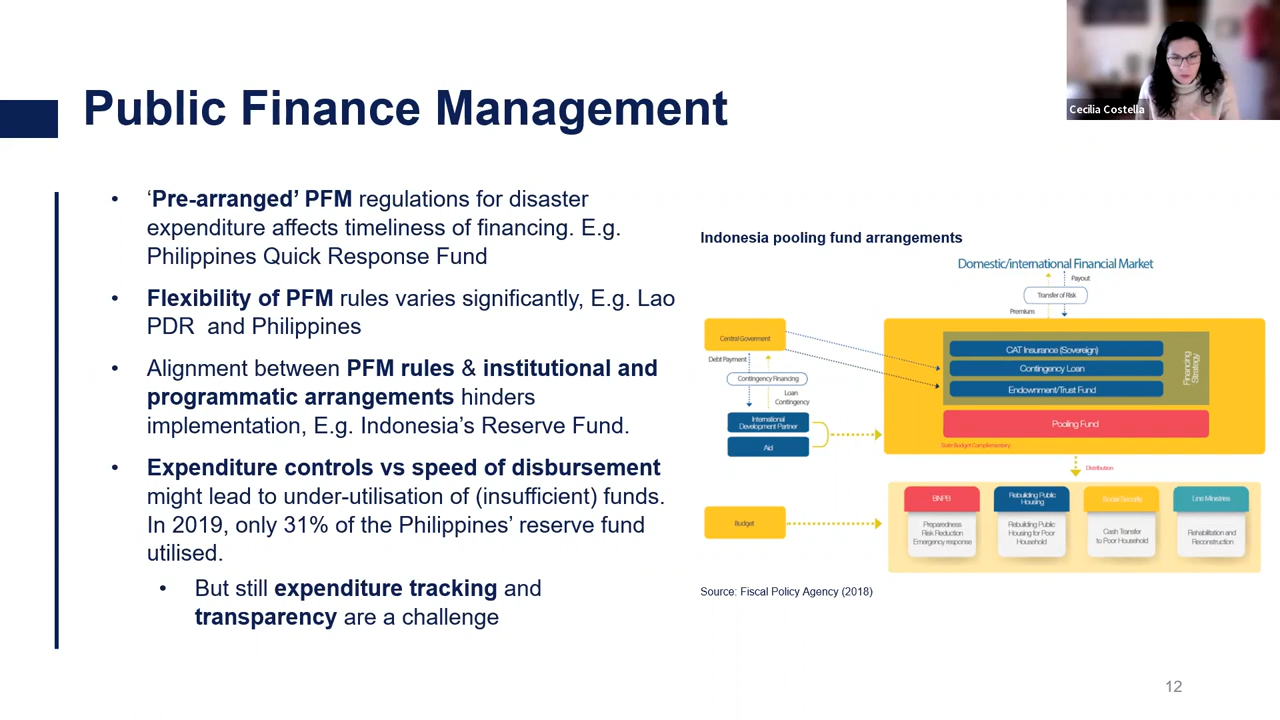 Cecilia Costella
Public Finance Management
• ‘Pre-arranged’ PFM regulations for disaster
expenditure affects timeliness of financing. E.g.
Philippines Quick Response Fund
• Flexibility of PFM rules varies significantly, E.g. Lao
PDR and Philippines
• Alignment between PFM rules & institutional and
programmatic arrangements hinders
implementation, E.g. Indonesia’s Reserve Fund.
• Expenditure controls vs speed of disbursement
might lead to under-utilisation of (insufficient) funds.
In 2019, only 31% of the Philippines’ reserve fund
utilised.
• But still expenditure tracking and
transparency are a challenge
Indonesia pooling fund arrangements
Domestic/international Financial Market
Payout
Transfer of Risk
Premium
Central Goverment
Debt Payment
Contingency Financing
Loan
Contingency
International
Development Partner
Aid
Budget
CAT Insurance (Sovereign)
Contingency Loan
Endownment/Trust Fund
Financing
Strategy
Pooling Fund
State Budget Complementary
Distribution
BNPB
Preparedness
Risk Reduction
Emergency response
Rebuilding Public
Housing
Rebuilding Public
Housing for Poor
Household
Social Security
Cash Transfer
to Poor Household
Line Ministries
Rehabilitation and
Reconstruction
Source: Fiscal Policy Agency (2018)
12